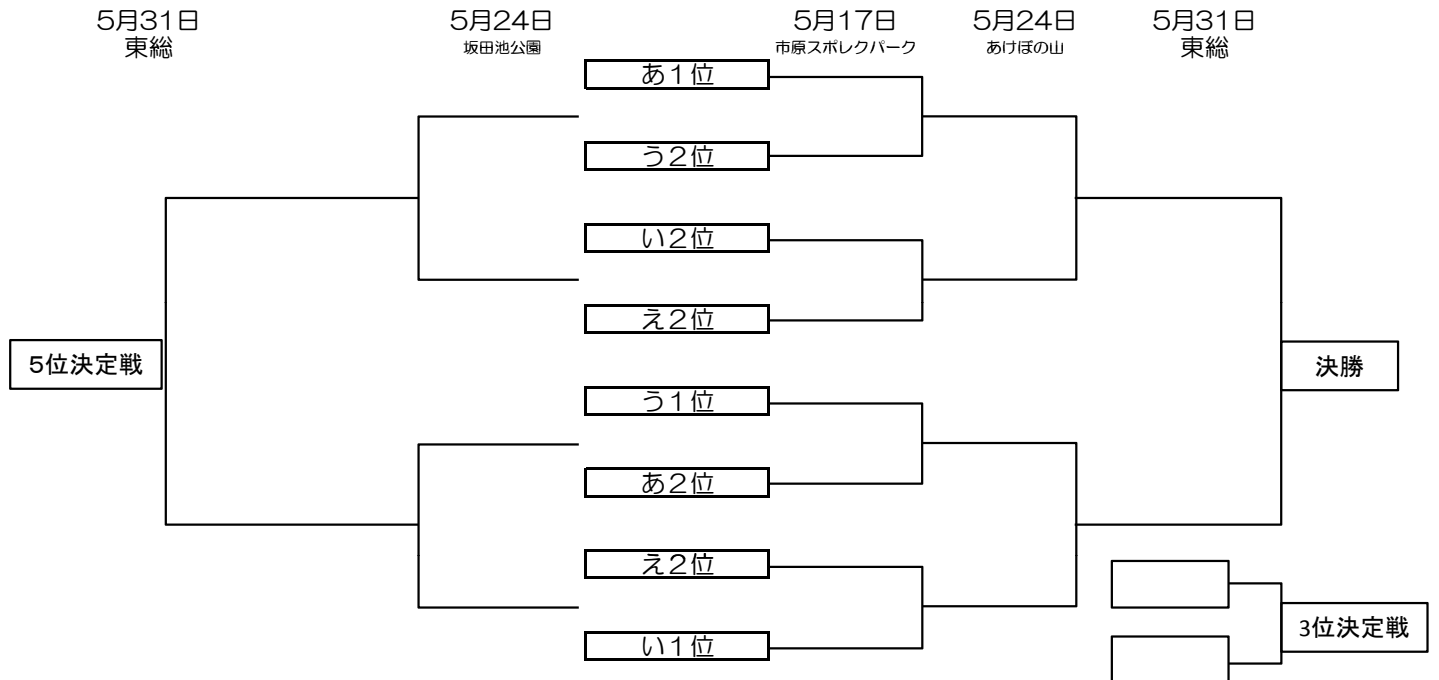 5月31日
東総
5月24日
坂田池公園
5月17日
市原スポレクパーク
5月24日
あけぼの山
5月31日
東総
あ1位
う2位
い2位
え2位
5位決定戦
決勝
う1位
あ2位
え2位
い1位
3位決定戦